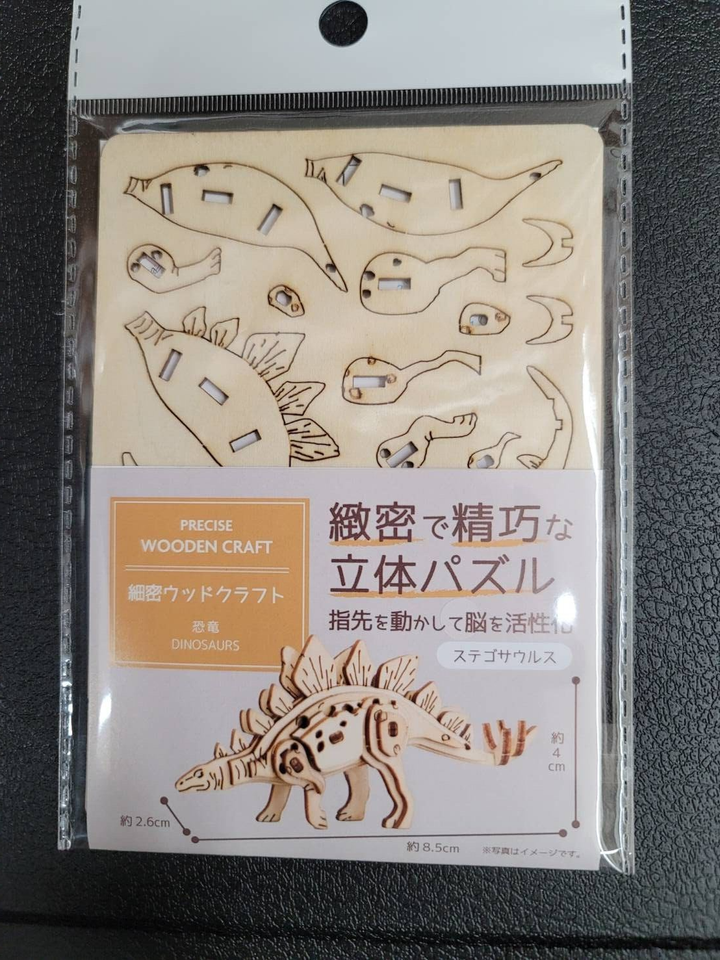 PRECISE
WOODEN CRAFT
細密ウッドクラフト
恐竜
DINOSAURS
緻密で精巧な
立体パズル
指先を動かして脳を活性化
ステゴサウルス
約
4
cm
約2.6cm
約8.5cm
※写真はイメージです。